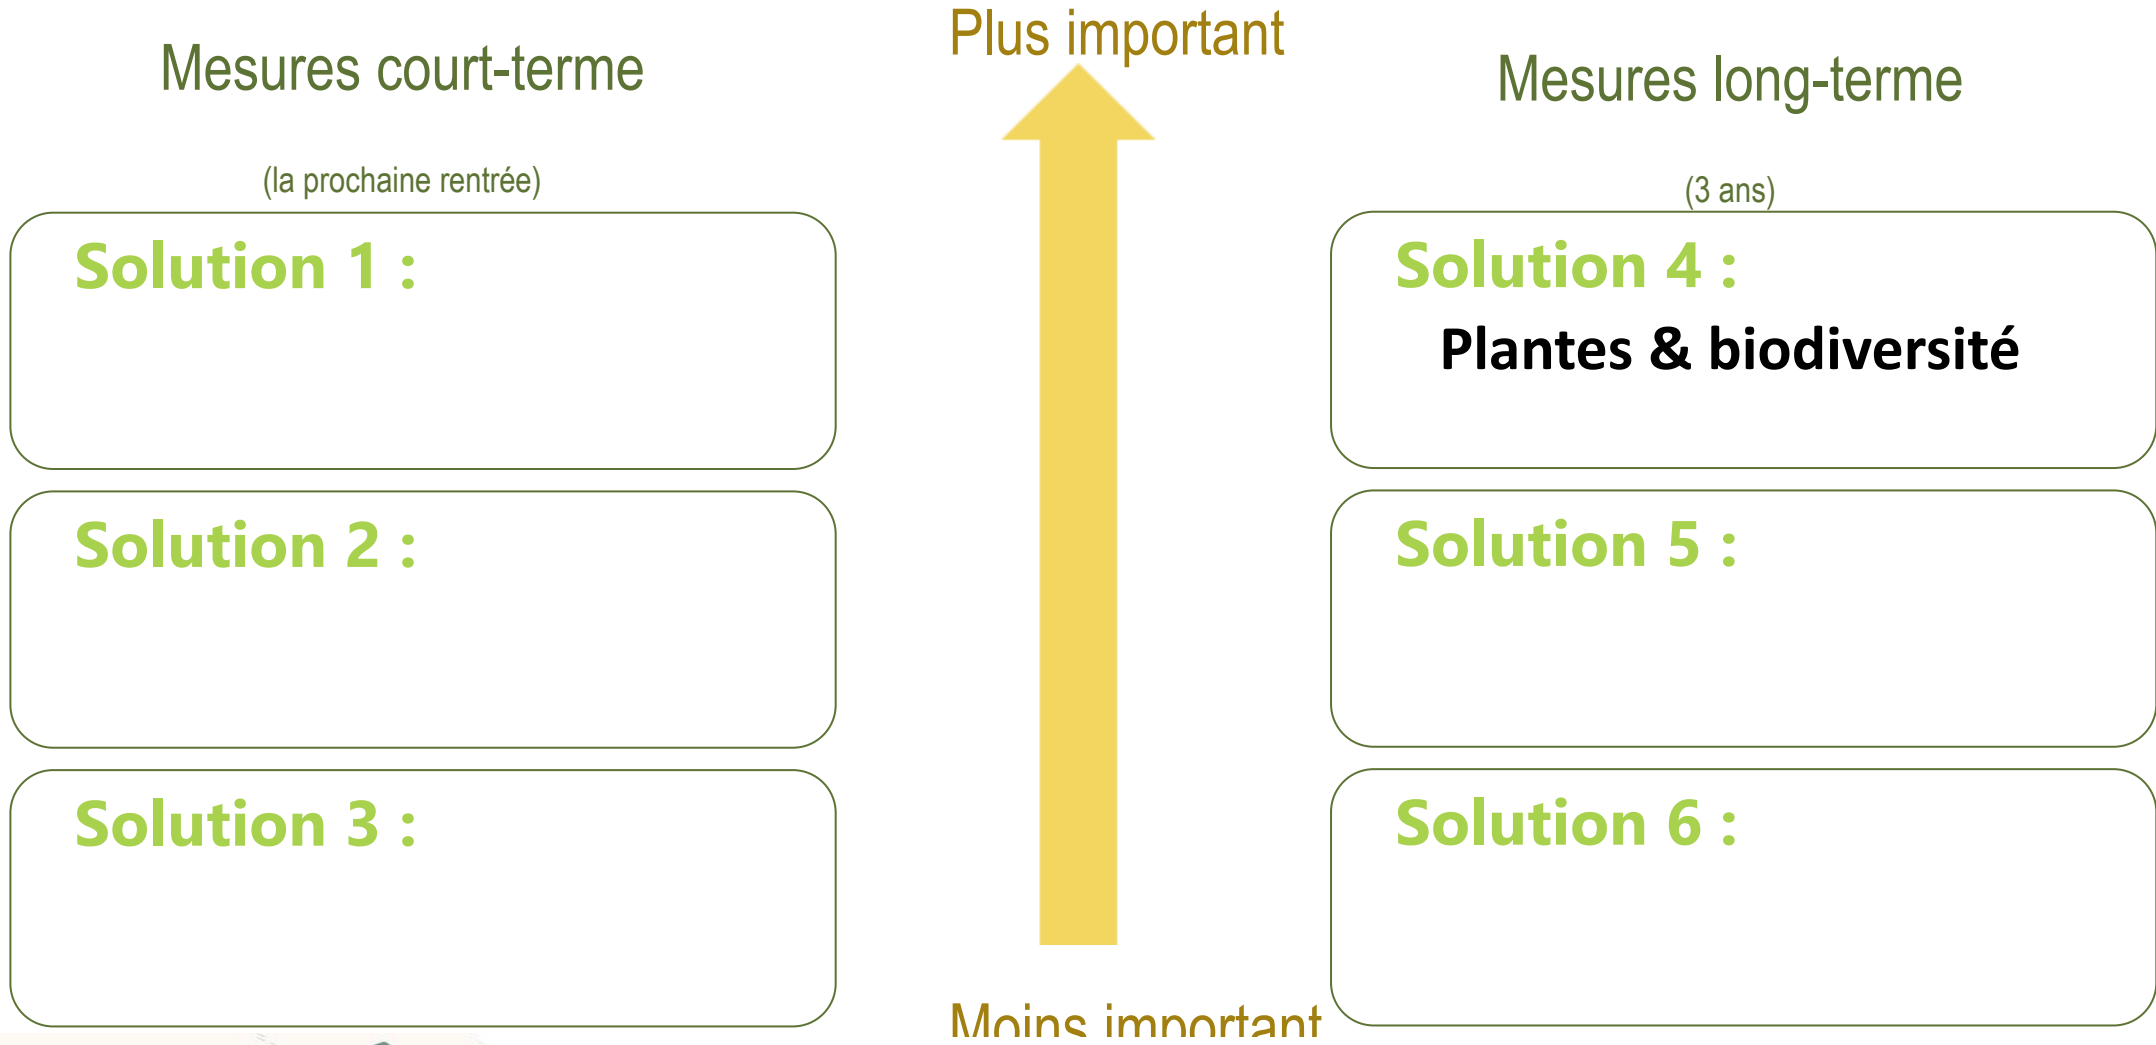 Plus important
Mesures court-terme
(la prochaine rentrée)
Solution 1 :
Solution 2 :
Solution 3 :
Mesures long-terme
(3 ans)
Solution 4 :
Plantes & biodiversité
Solution 5 :
Solution 6 :
Moins important